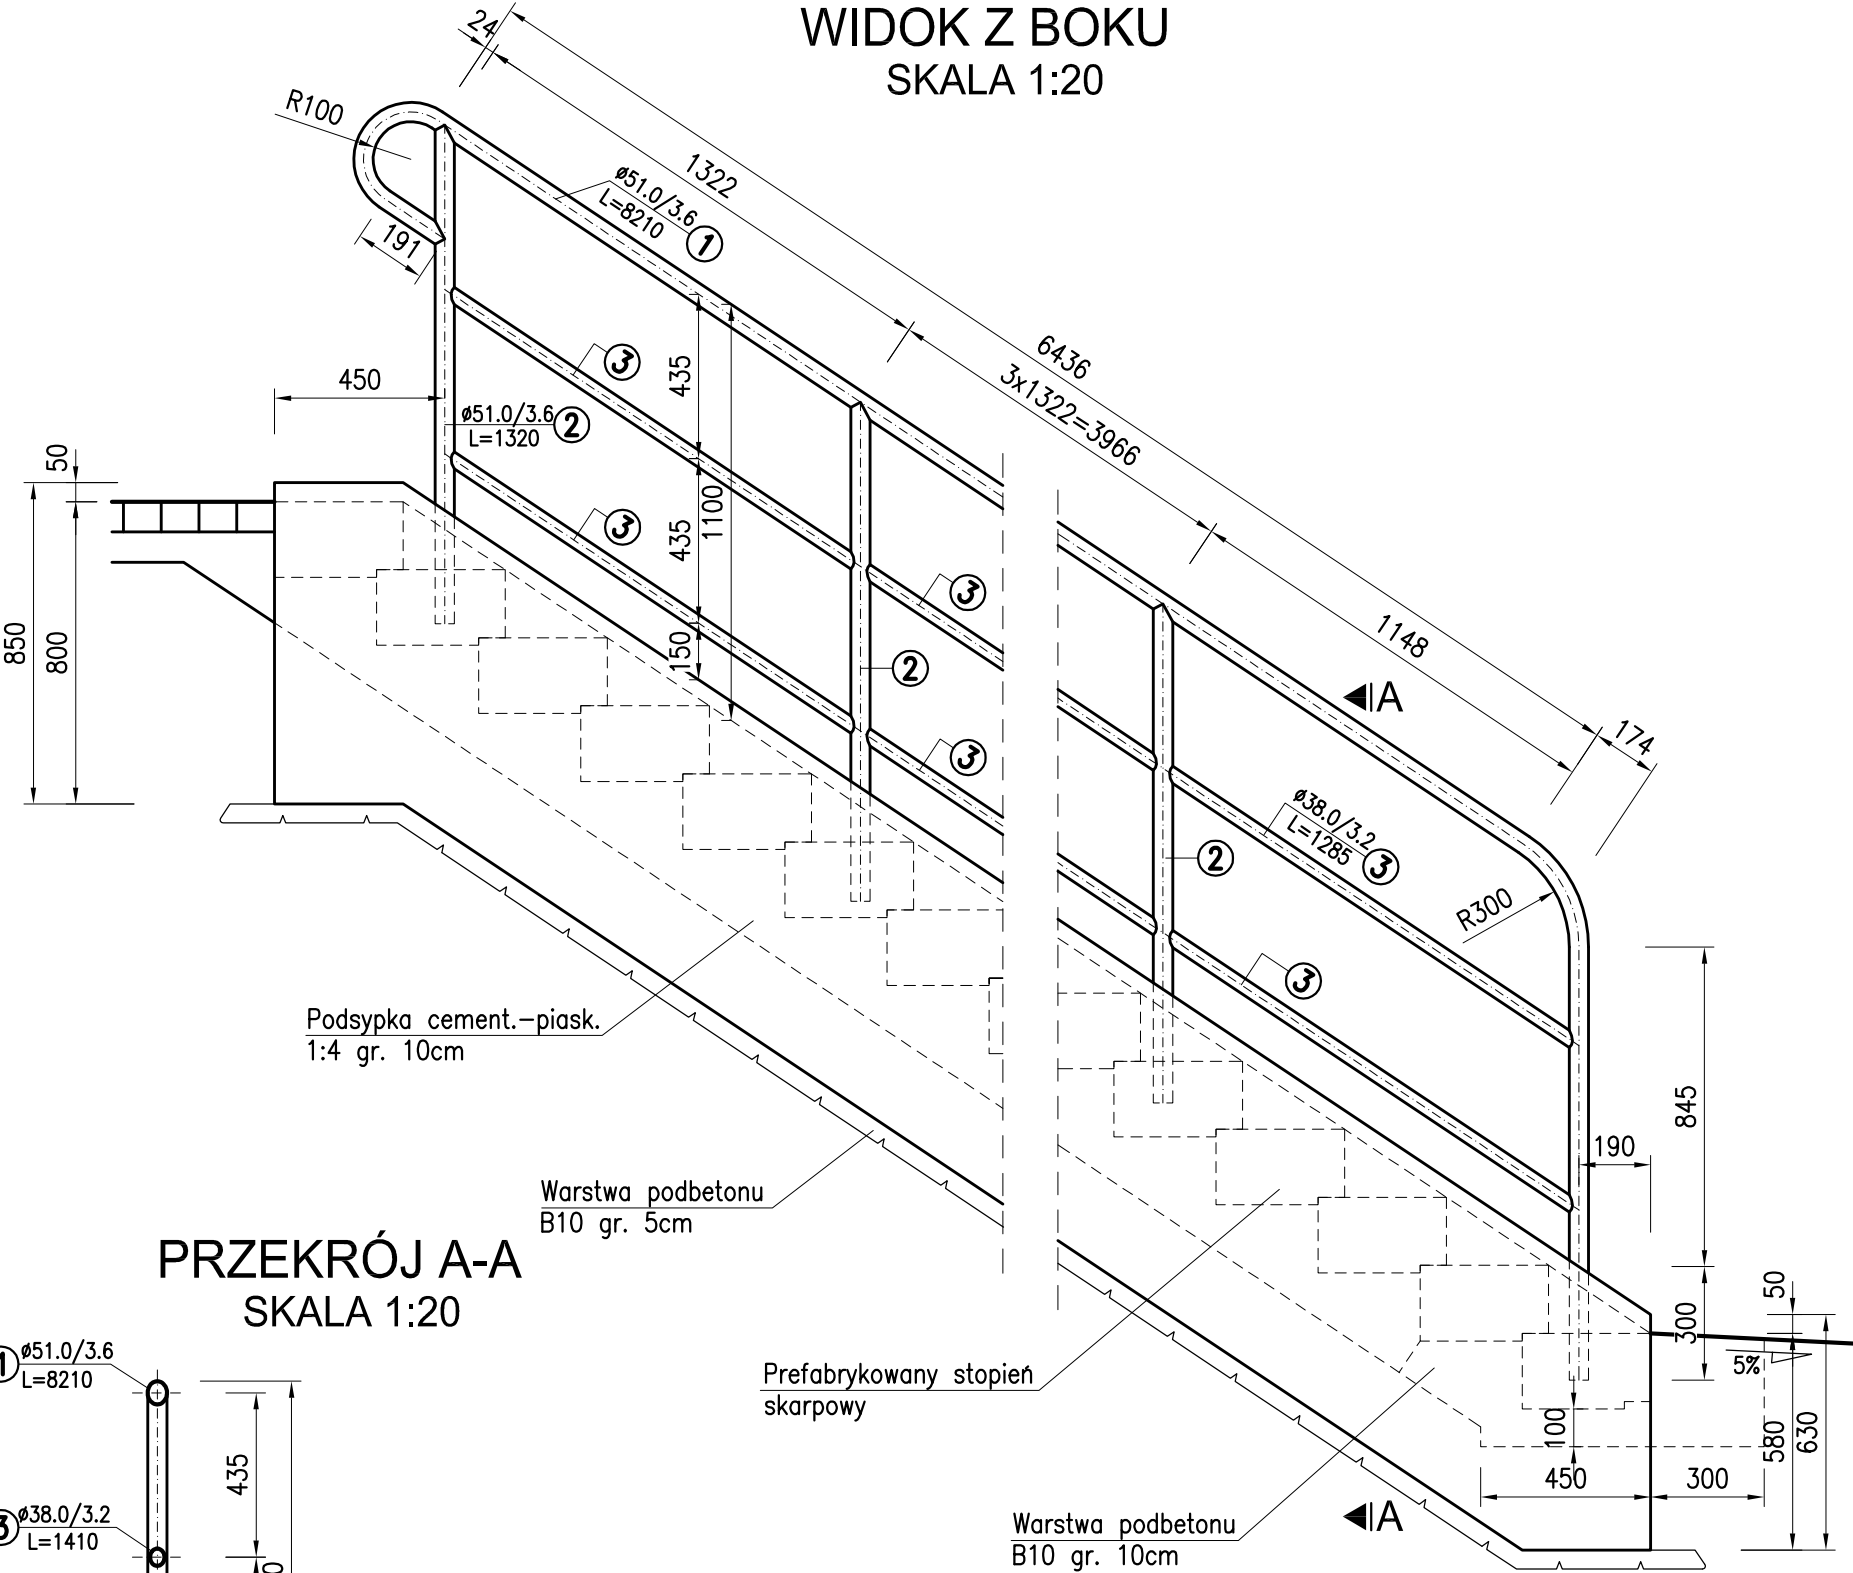 WIDOK Z BOKU
SKALA 1:20
24
R100
1322
ø51.0/3.6
L=8210
1
191
6436
3x1322=3966
3
435
450
ø51.0/3.6
L=1320
2
50
1100
435
3
3
850
800
150
2
1148
A
174
3
ø38.0/3.2
L=1285
3
2
R300
3
Podsypka cement.-piask.
1:4 gr. 10cm
845
190
Warstwa podbetonu
B10 gr. 5cm
PRZEKRÓJ A-A
SKALA 1:20
50
300
5%
1
ø51.0/3.6
L=8210
Prefabrykowany stopień
skarpowy
100
580
630
435
450
300
3
ø38.0/3.2
L=1410
A
Warstwa podbetonu
B10 gr. 10cm